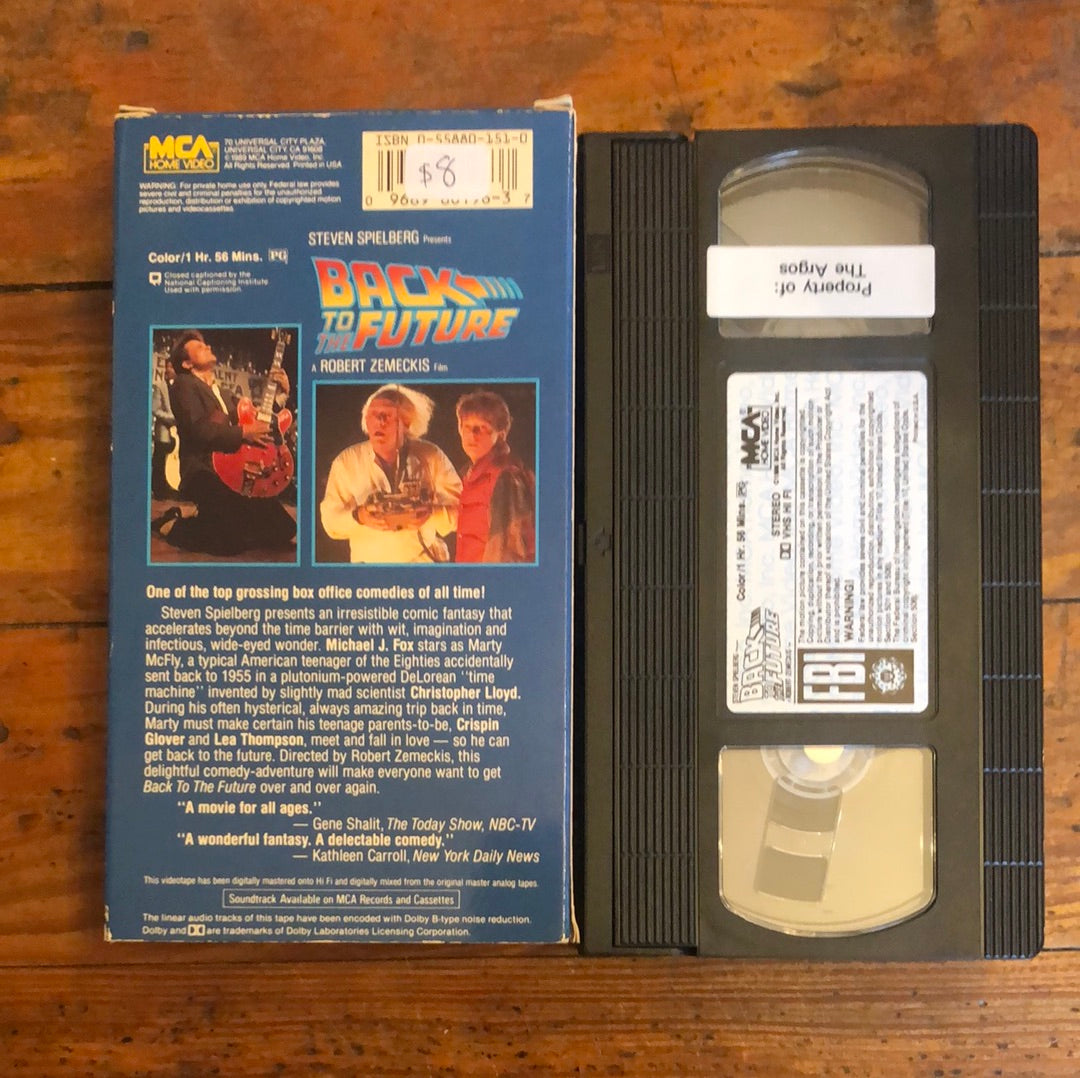 MCA
HOME VIDEO
70 UNIVERSAL CITY PLAZA,
UNIVERSAL CITY, CA 91608
© 1989 MCA Home Video, Inc.
All Rights Reserved. Printed in USA
WARNING: For private home use only. Federal law provides
severe civil and criminal penalties for the unauthorized
reproduction, distribution or exhibition of copyrighted motion
pictures and videocassettes.
ISBN 0-55880-151-0
$8
Color/1 Hr. 56 Mins. PG
Closed captioned by the
National Captioning Institute
Used with permission.
STEVEN SPIELBERG Presents
BACK
TO
THE FUTURE
A ROBERT ZEMECKIS Film
One of the top grossing box office comedies of all time!
Steven Spielberg presents an irresistible comic fantasy that
accelerates beyond the time barrier with wit, imagination and
infectious, wide-eyed wonder. Michael J. Fox stars as Marty
McFly, a typical American teenager of the Eighties accidentally
sent back to 1955 in a plutonium-powered DeLorean "time
machine" invented by slightly mad scientist Christopher Lloyd.
During his often hysterical, always amazing trip back in time,
Marty must make certain his teenage parents-to-be, Crispin
Glover and Lea Thompson, meet and fall in love — so he can
get back to the future. Directed by Robert Zemeckis, this
delightful comedy-adventure will make everyone want to get
Back To The Future over and over again.
"A movie for all ages."
— Gene Shalit, The Today Show, NBC-TV
"A wonderful fantasy. A delectable comedy."
— Kathleen Carroll, New York Daily News
This videotape has been digitally mastered onto Hi Fi and digitally mixed from the original master analog tapes.
Soundtrack Available on MCA Records and Cassettes
The linear audio tracks of this tape have been encoded with Dolby B-type noise reduction.
Dolby and DD are trademarks of Dolby Laboratories Licensing Corporation.
Property of:
The Argos
STEVEN SPIELBERG
BACK
TO
THE FUTURE
A ROBERT ZEMECKIS
Color/1 Hr. 56 Mins. PG
STEREO
VHS HI FI
MCA
HOME VIDEO
FBI
WARNING!